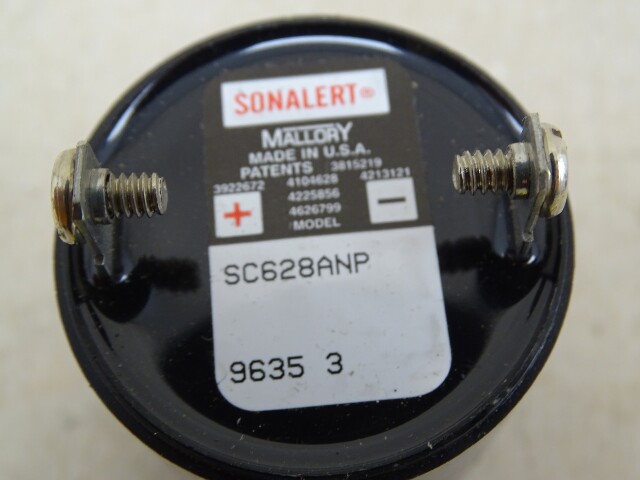 SONALERT®
MALLORY
MADE IN U.S.A.
PATENTS 3815219
3922672 4104628 4213121
4225856
4626799
+ MODEL −
SC628ANP
9635 3